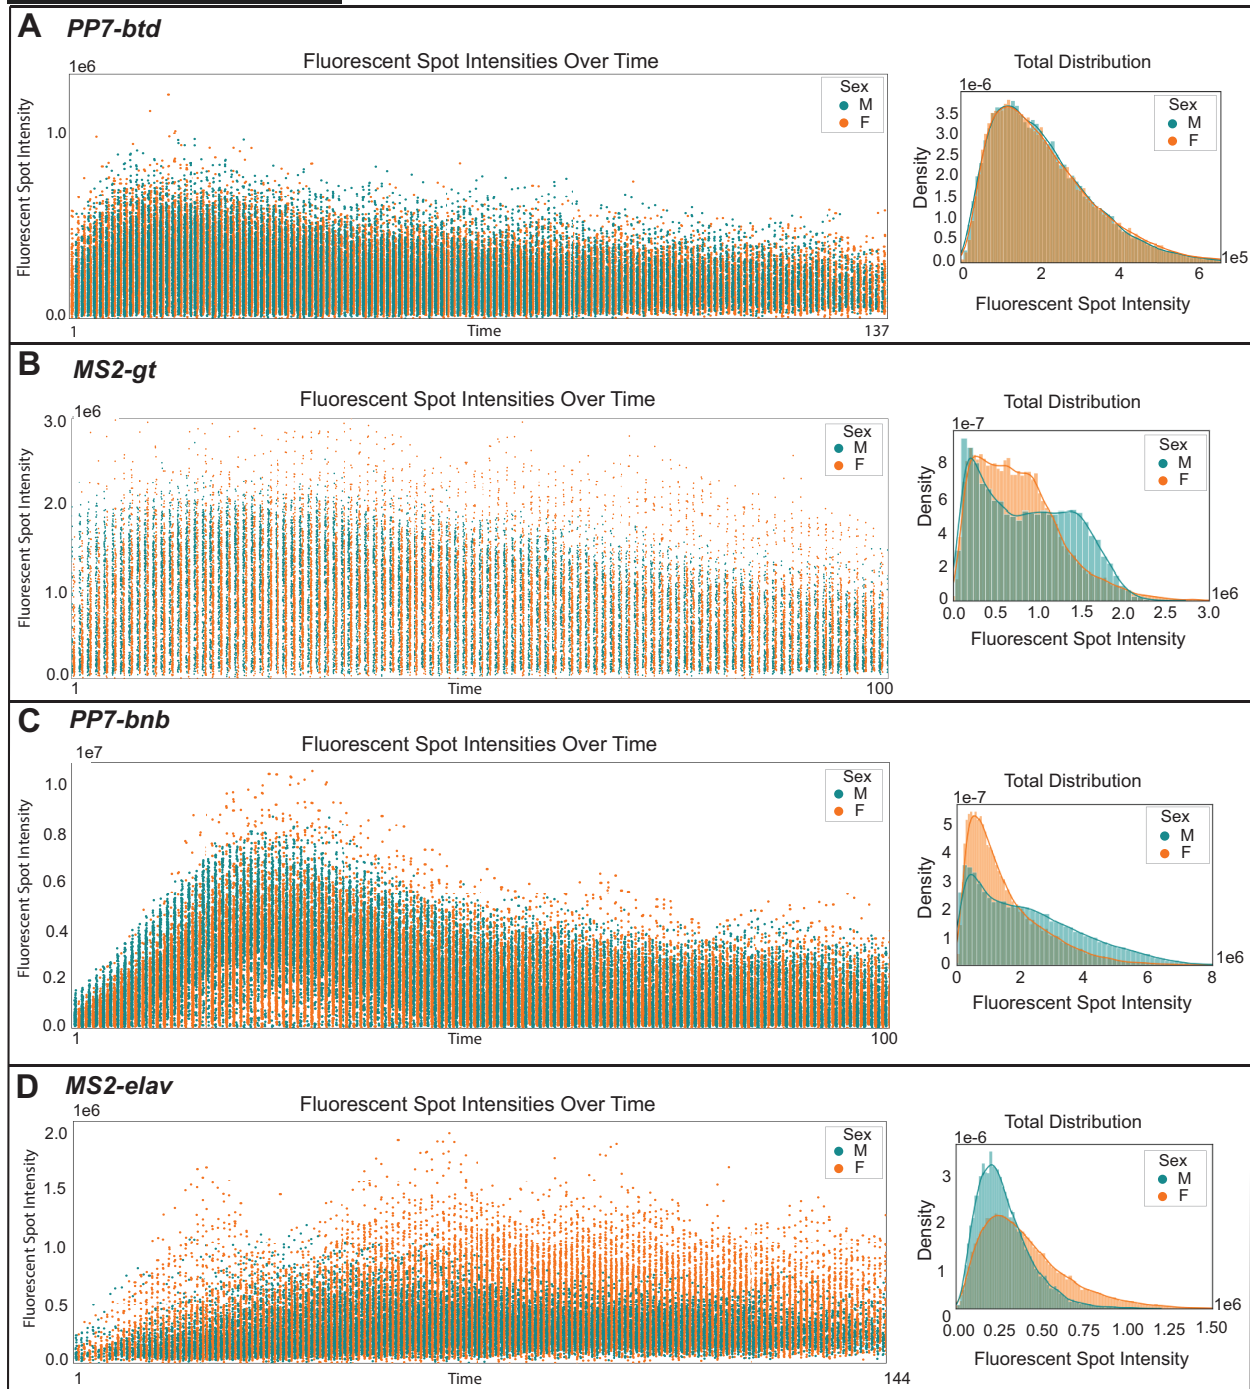 A PP7-btd
Fluorescent Spot Intensities Over Time
1e6
Fluorescent Spot Intensity
1.0
0.0
1 Time 137
Sex
M
F
Total Distribution
1e-6
Density
3.5
3.0
2.5
2.0
1.5
1.0
0.5
0.0
0 2 4 6 1e5
Fluorescent Spot Intensity
Sex
M
F
B MS2-gt
Fluorescent Spot Intensities Over Time
1e6
Fluorescent Spot Intensity
3.0
2.0
1.0
0.0
1 Time 100
Sex
M
F
Total Distribution
1e-7
Density
8
6
4
2
0
0.0 0.5 1.0 1.5 2.0 2.5 3.0 1e6
Fluorescent Spot Intensity
Sex
M
F
C PP7-bnb
Fluorescent Spot Intensities Over Time
1e7
Fluorescent Spot Intensity
1.0
0.8
0.6
0.4
0.2
0.0
1 Time 100
Sex
M
F
Total Distribution
1e-7
Density
5
4
3
2
1
0
0 2 4 6 8 1e6
Fluorescent Spot Intensity
Sex
M
F
D MS2-elav
Fluorescent Spot Intensities Over Time
1e6
Fluorescent Spot Intensity
2.0
1.5
1.0
0.5
0.0
1 Time 144
Sex
M
F
Total Distribution
1e-6
Density
3
2
1
0
0.00 0.25 0.50 0.75 1.00 1.25 1.50 1e6
Fluorescent Spot Intensity
Sex
M
F